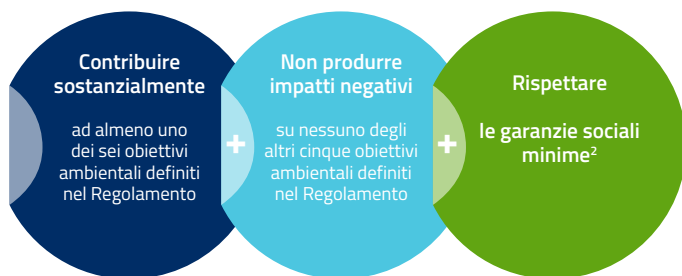 Contribuire
sostanzialmente
ad almeno uno
dei sei obiettivi
ambientali definiti
nel Regolamento
+
Non produrre
impatti negativi
su nessuno degli
altri cinque obiettivi
ambientali definiti
nel Regolamento
+
Rispettare
le garanzie sociali
minime²